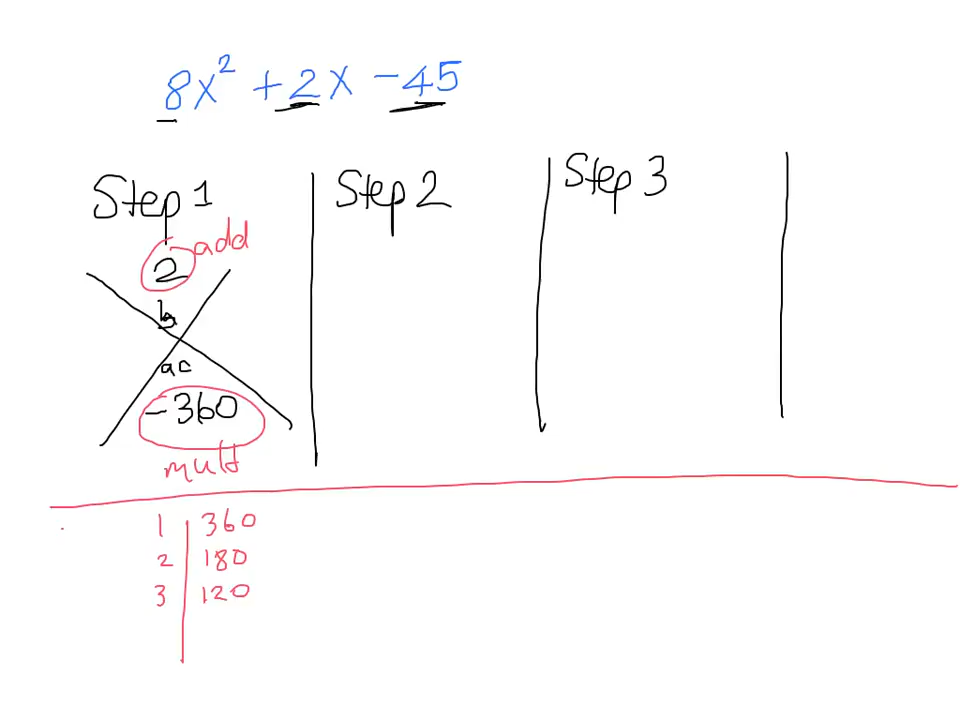 8x² + 2x - 45
Step 1
Step 2
Step 3
add
2
b
ac
-360
mult
1 360
2 180
3 120